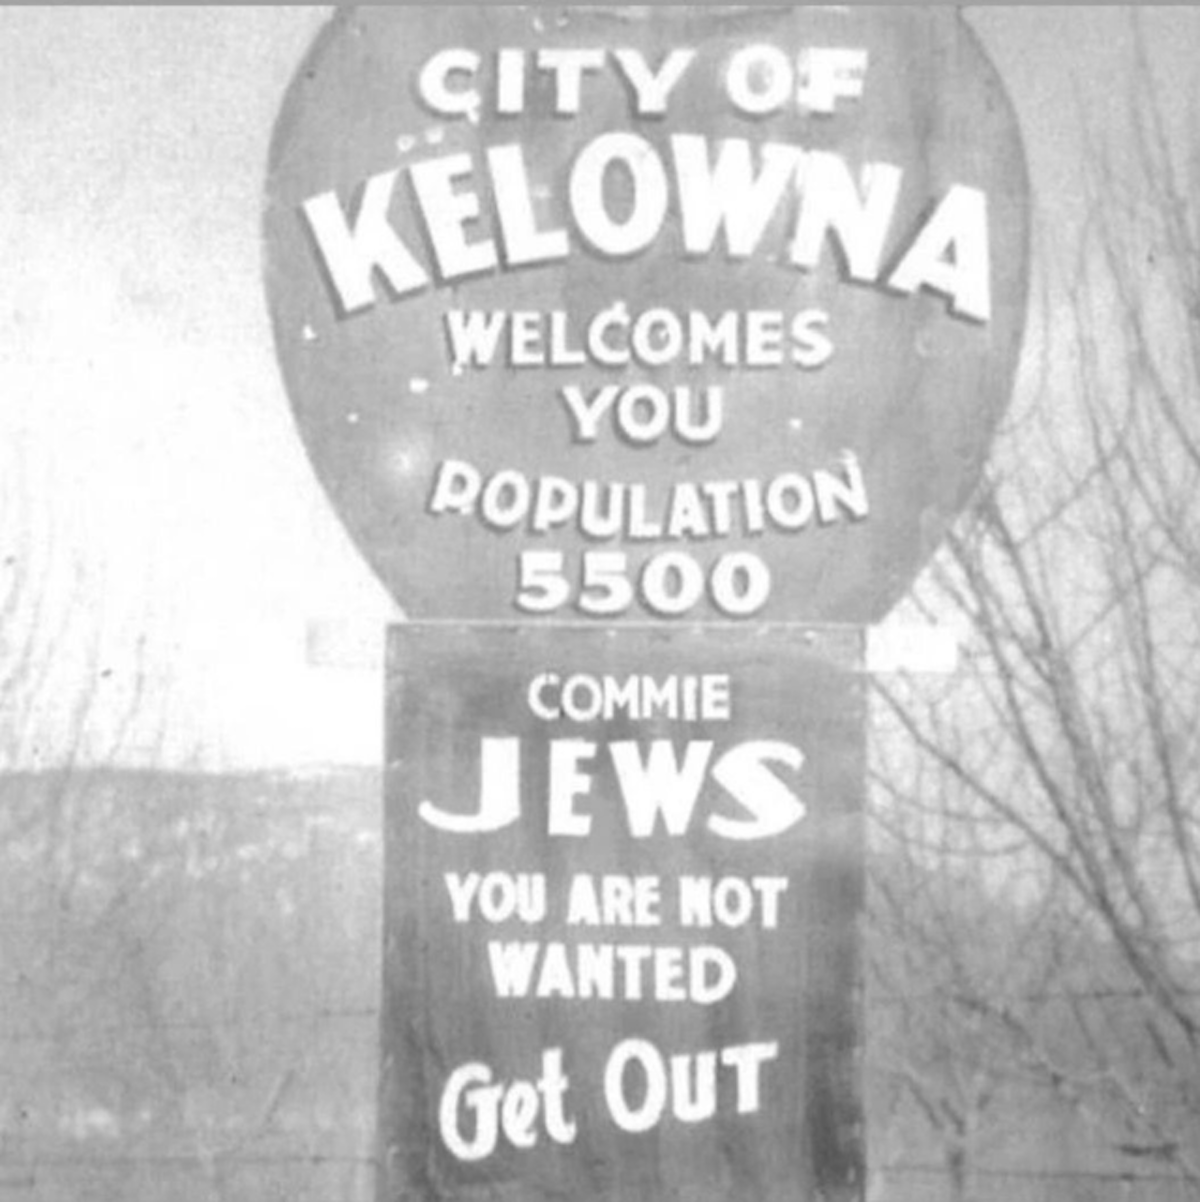 CITY OF
KELOWNA
WELCOMES
YOU
POPULATION
5500
COMMIE
JEWS
YOU ARE NOT
WANTED
Get OUT